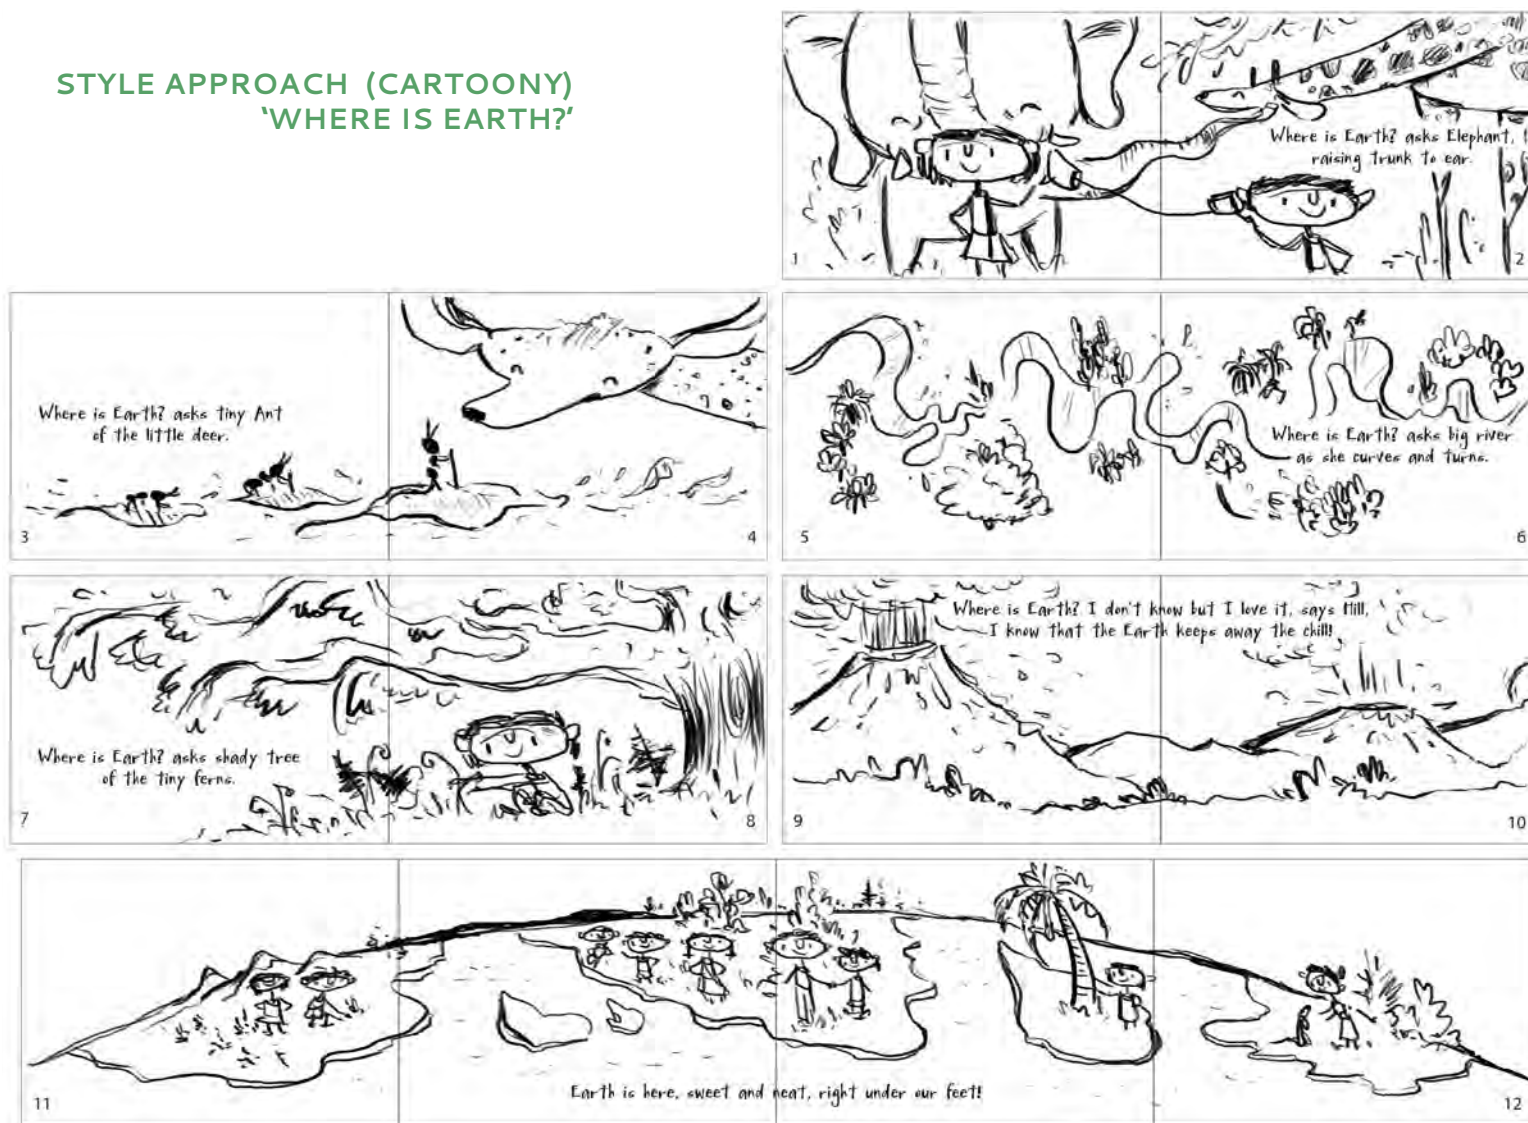 STYLE APPROACH (CARTOONY)
‘WHERE IS EARTH?’
Where is Earth? asks Elephant,
raising trunk to ear.
1
2
Where is Earth? asks tiny Ant
of the little deer.
3
4
Where is Earth? asks big river
as she curves and turns.
5
6
Where is Earth? asks shady tree
of the tiny ferns.
7
8
Where is Earth? I don't know but I love it, says Hill,
I know that the Earth keeps away the chill!
9
10
Earth is here, sweet and neat, right under our feet!
11
12